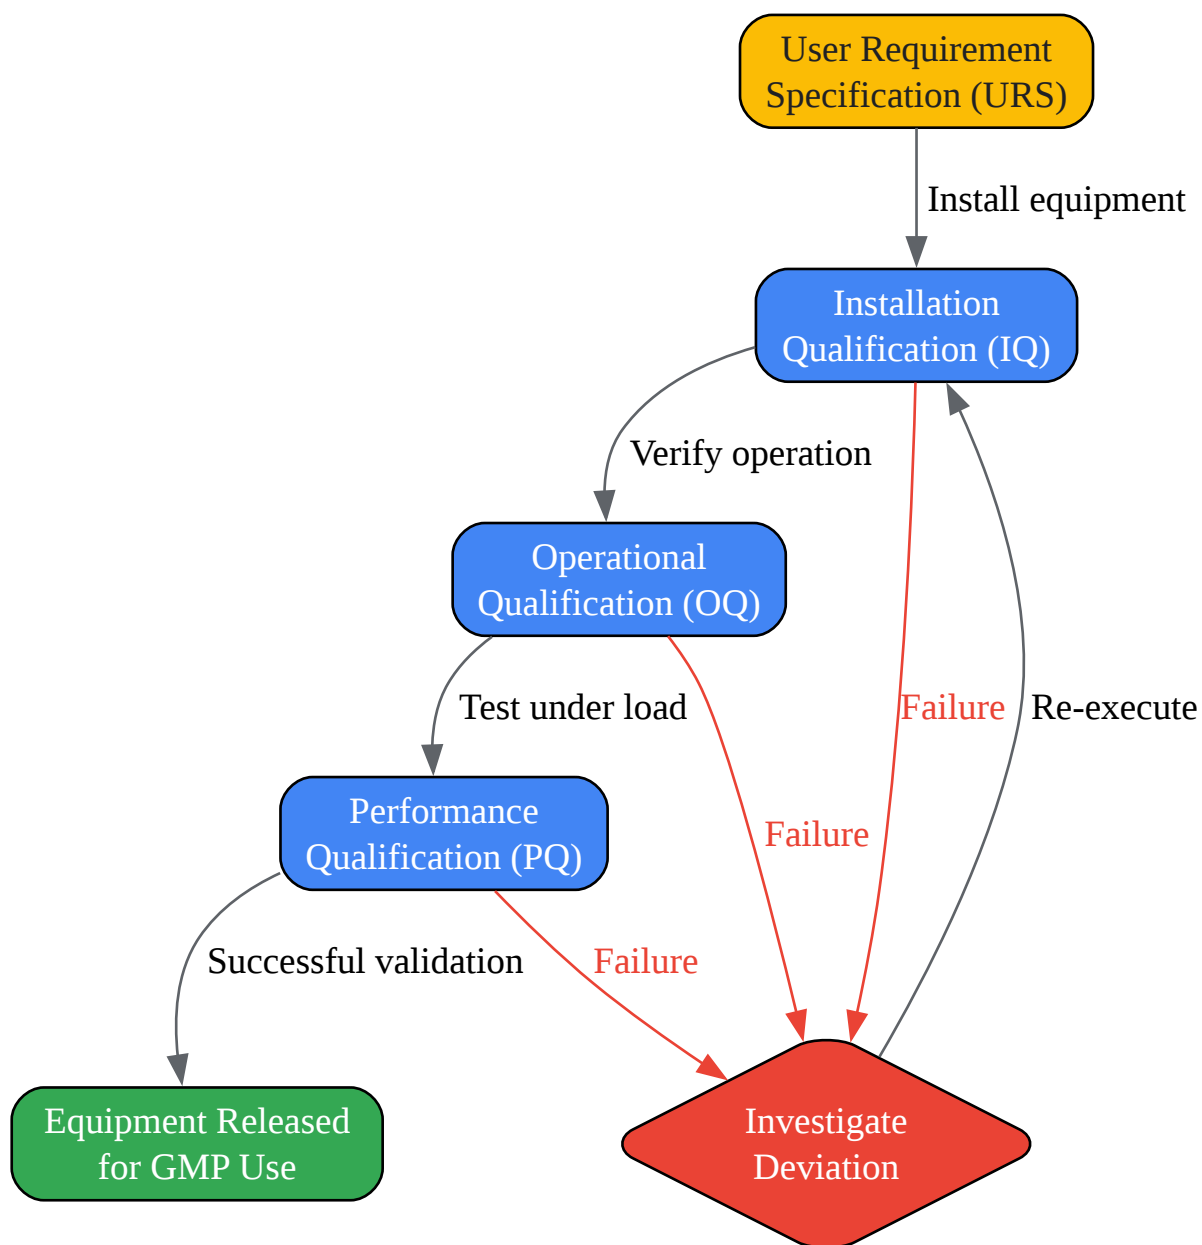 User Requirement
Specification (URS)
Install equipment
Installation
Qualification (IQ)
Verify operation
Operational
Qualification (OQ)
Test under load
Failure
Re-execute
Performance
Qualification (PQ)
Failure
Successful validation
Failure
Equipment Released
for GMP Use
Investigate
Deviation